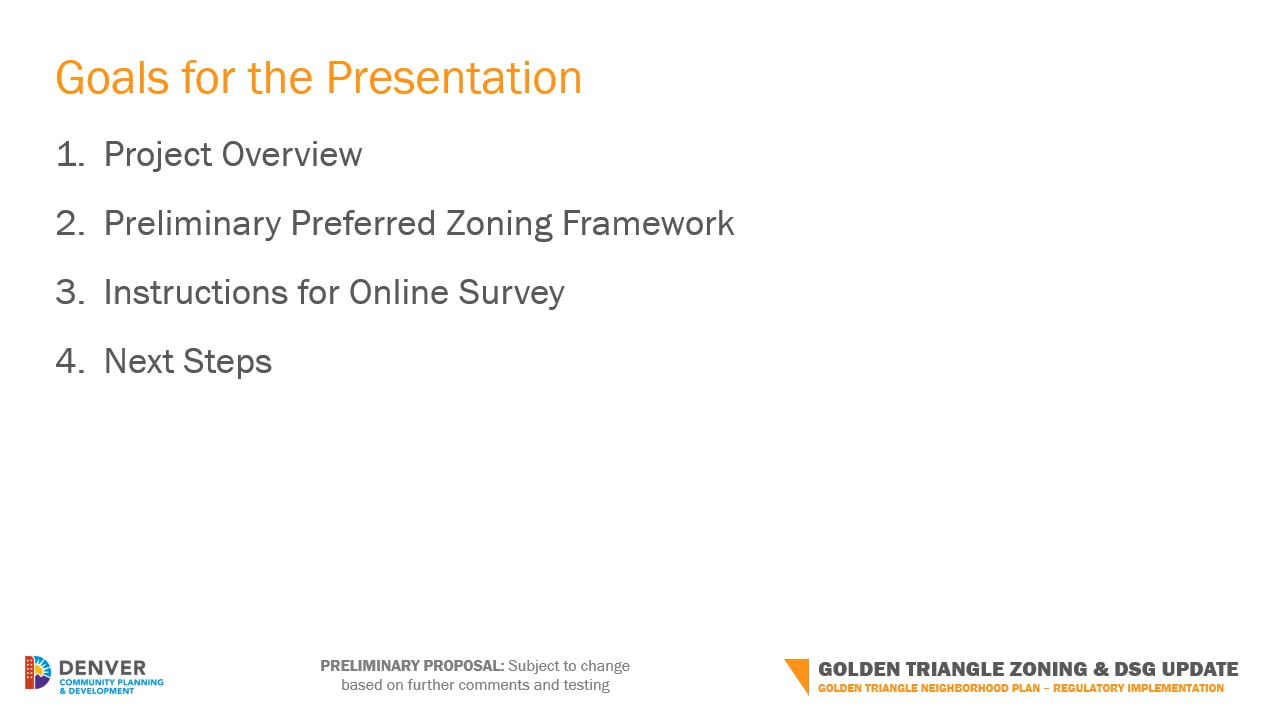 Goals for the Presentation
1. Project Overview
2. Preliminary Preferred Zoning Framework
3. Instructions for Online Survey
4. Next Steps
DENVER
COMMUNITY PLANNING
& DEVELOPMENT
PRELIMINARY PROPOSAL: Subject to change
based on further comments and testing
GOLDEN TRIANGLE ZONING & DSG UPDATE
GOLDEN TRIANGLE NEIGHBORHOOD PLAN – REGULATORY IMPLEMENTATION